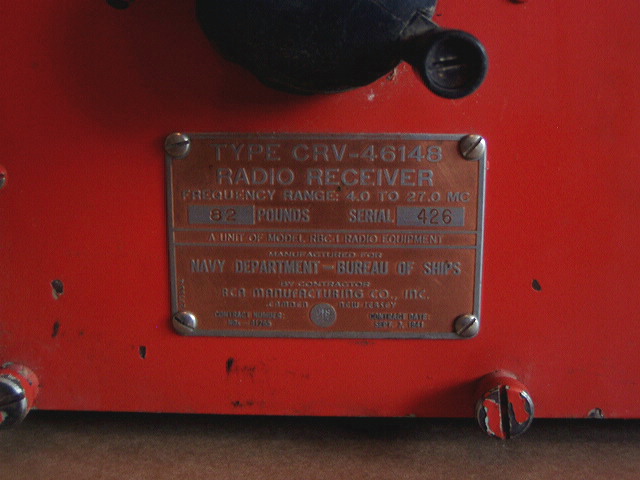 TYPE CRV-46148
RADIO RECEIVER
FREQUENCY RANGE: 4.0 TO 27.0 MC
82 POUNDS SERIAL 426
A UNIT OF MODEL RBC-1 RADIO EQUIPMENT
MANUFACTURED FOR
NAVY DEPARTMENT—BUREAU OF SHIPS
BY CONTRACTOR
RCA MANUFACTURING CO., INC.
CAMDEN NEW JERSEY
CONTRACT NUMBER: CONTRACT DATE: